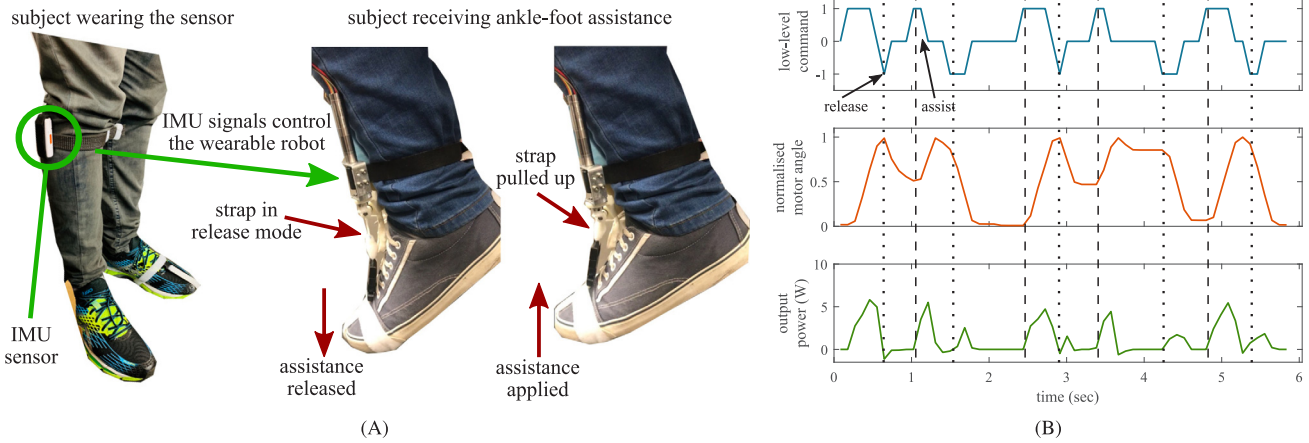 subject wearing the sensor
subject receiving ankle-foot assistance
IMU signals control
the wearable robot
strap in
release mode
strap
pulled up
IMU
sensor
assistance
released
assistance
applied
(A)
low-level
command
1
0
-1
release
assist
normalised
motor angle
1
0.5
0
output
power (W)
10
5
0
0
1
2
3
4
5
6
time (sec)
(B)